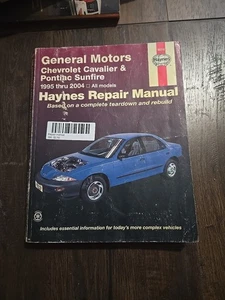 General Motors
Chevrolet Cavalier &
Pontiac Sunfire
1995 thru 2004 All models
Haynes Repair Manual
Based on a complete teardown and rebuild
Includes essential information for today's more complex vehicles